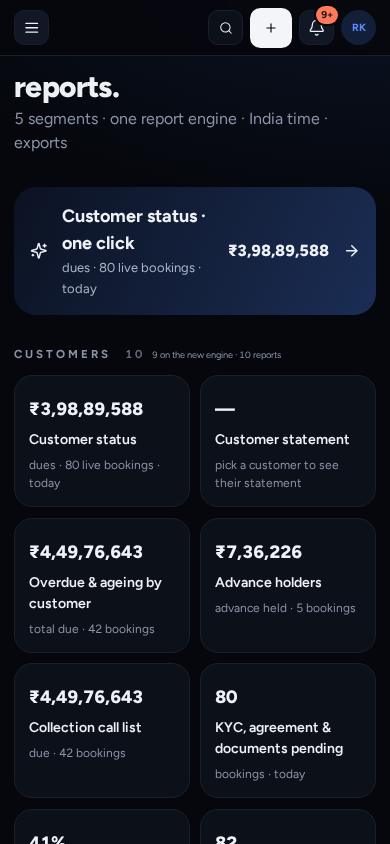 9+
RK
reports.
5 segments · one report engine · India time ·
exports
Customer status ·
one click
dues · 80 live bookings ·
today
₹3,98,89,588
CUSTOMERS 10 9 on the new engine · 10 reports
₹3,98,89,588
Customer status
dues · 80 live bookings ·
today
—
Customer statement
pick a customer to see
their statement
₹4,49,76,643
Overdue & ageing by
customer
total due · 42 bookings
₹7,36,226
Advance holders
advance held · 5 bookings
₹4,49,76,643
Collection call list
due · 42 bookings
80
KYC, agreement &
documents pending
bookings · today
41%
82